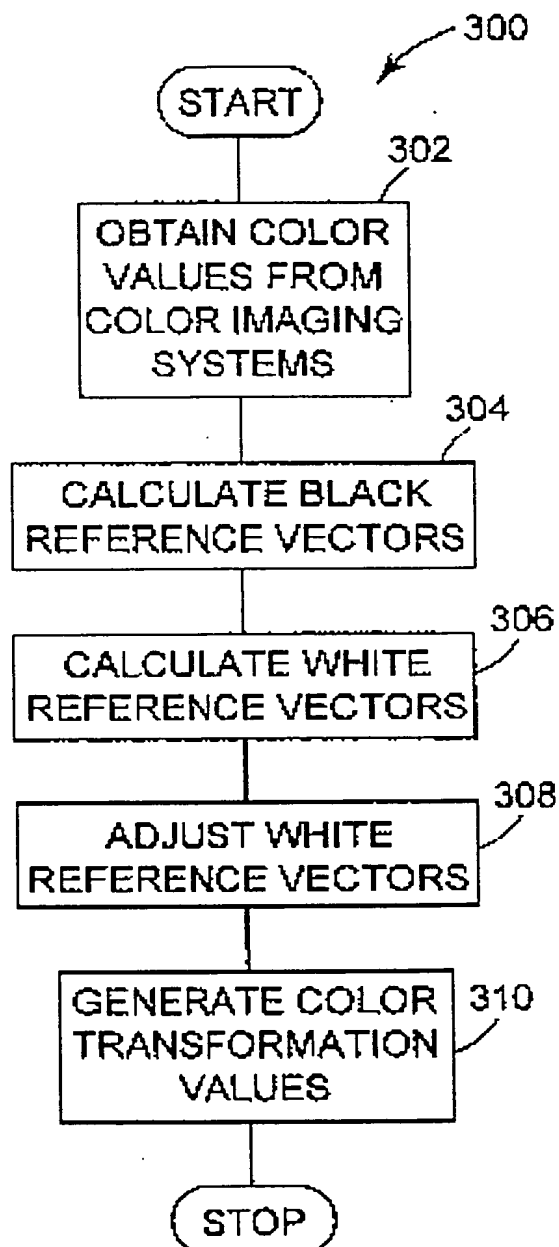 300
START
302
OBTAIN COLOR
VALUES FROM
COLOR IMAGING
SYSTEMS
304
CALCULATE BLACK
REFERENCE VECTORS
306
CALCULATE WHITE
REFERENCE VECTORS
308
ADJUST WHITE
REFERENCE VECTORS
310
GENERATE COLOR
TRANSFORMATION
VALUES
STOP